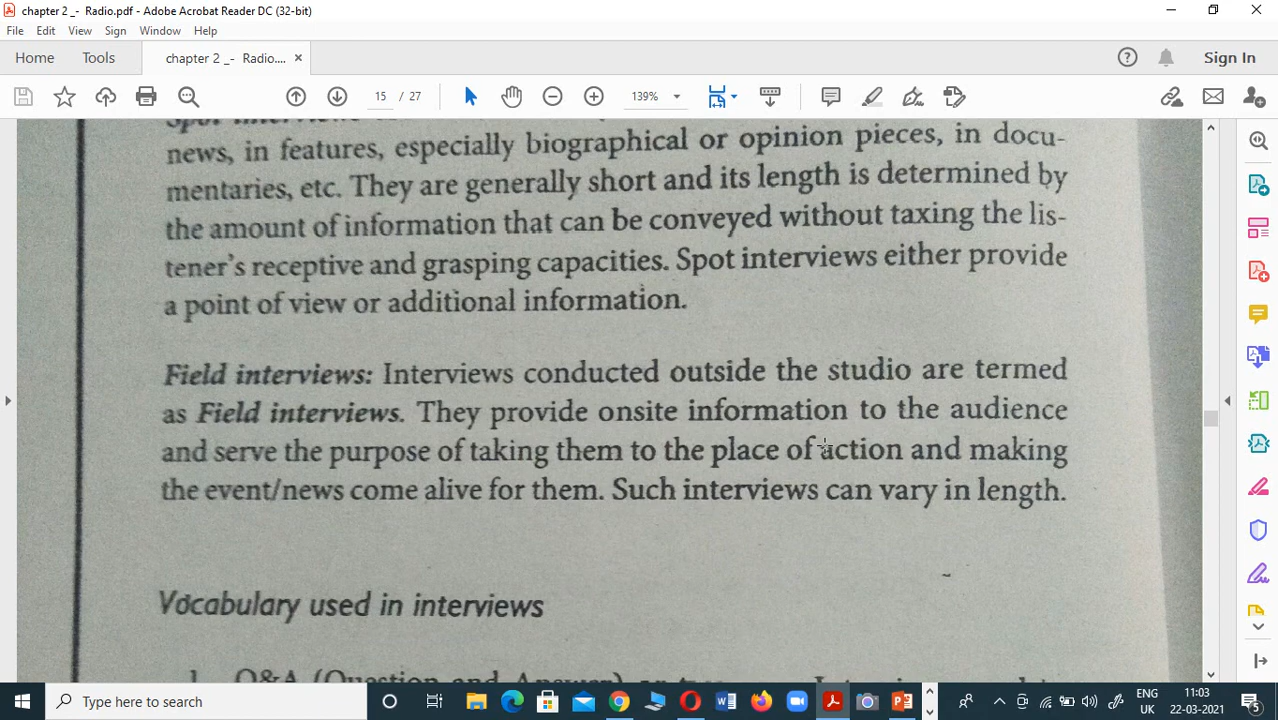 chapter 2 _- Radio.pdf - Adobe Acrobat Reader DC (32-bit)
File Edit View Sign Window Help
Home Tools chapter 2 _- Radio.... × Sign In
15 / 27 139%
news, in features, especially biographical or opinion pieces, in docu-
mentaries, etc. They are generally short and its length is determined by
the amount of information that can be conveyed without taxing the lis-
tener's receptive and grasping capacities. Spot interviews either provide
a point of view or additional information.
Field interviews: Interviews conducted outside the studio are termed
as Field interviews. They provide onsite information to the audience
and serve the purpose of taking them to the place of action and making
the event/news come alive for them. Such interviews can vary in length.
Vocabulary used in interviews
1. Q&A (Question and Answer)
Type here to search
ENG 11:03
UK 22-03-2021 5